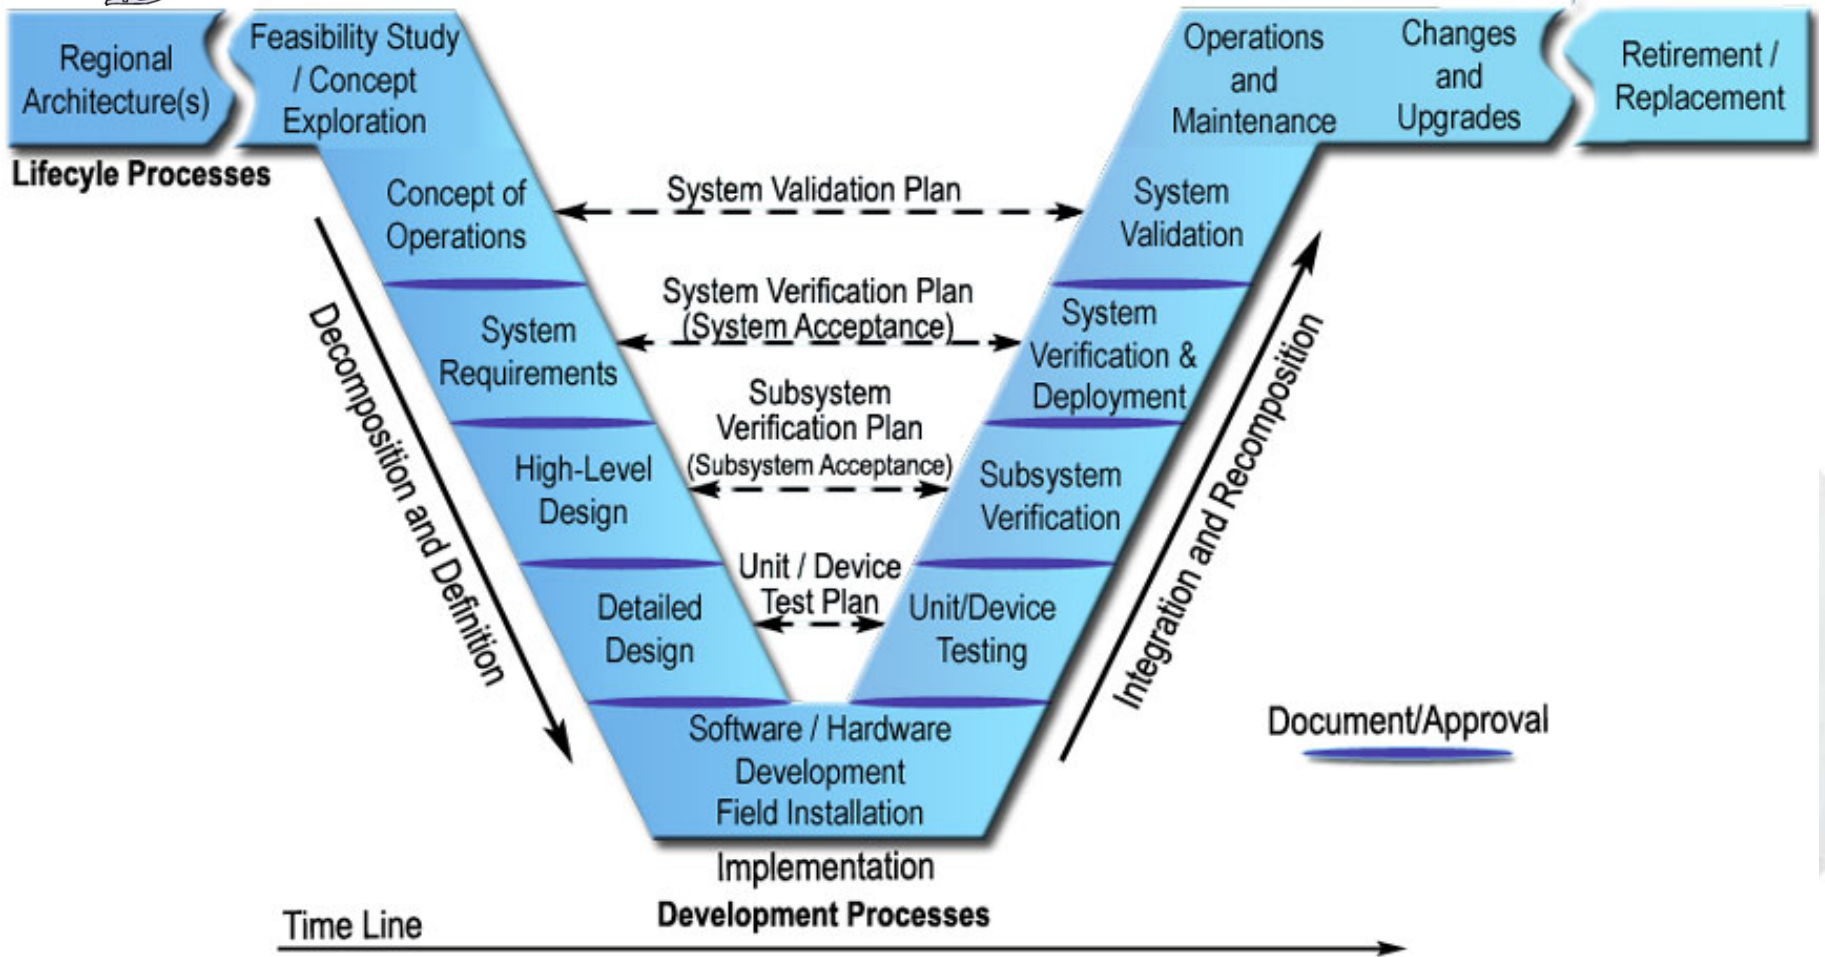 Regional
Architecture(s)
Feasibility Study
/ Concept
Exploration
Operations
and
Maintenance
Changes
and
Upgrades
Retirement /
Replacement
Lifecyle Processes
Concept of
Operations
System Validation Plan
System
Validation
System
Requirements
System Verification Plan
(System Acceptance)
System
Verification &
Deployment
High-Level
Design
Subsystem
Verification Plan
(Subsystem Acceptance)
Subsystem
Verification
Detailed
Design
Unit / Device
Test Plan
Unit/Device
Testing
Decomposition and Definition
Integration and Recomposition
Software / Hardware
Development
Field Installation
Document/Approval
Implementation
Development Processes
Time Line